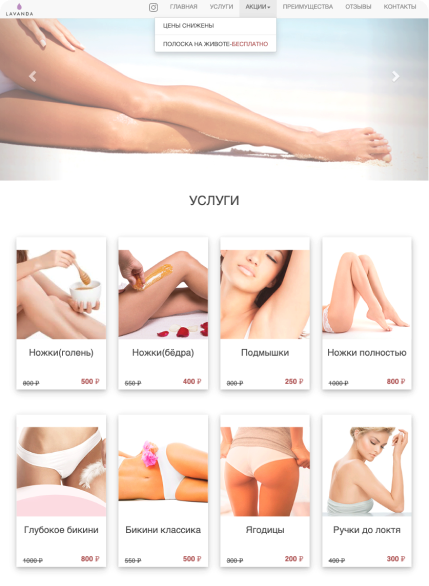 LAVANDA
ГЛАВНАЯ УСЛУГИ АКЦИИ ПРЕИМУЩЕСТВА ОТЗЫВЫ КОНТАКТЫ
ЦЕНЫ СНИЖЕНЫ
ПОЛОСКА НА ЖИВОТЕ-БЕСПЛАТНО
УСЛУГИ
Ножки(голень) Ножки(бёдра) Подмышки Ножки полностью
800 ₽ 500 ₽ 550 ₽ 400 ₽ 300 ₽ 250 ₽ 1000 ₽ 800 ₽
Глубокое бикини Бикини классика Ягодицы Ручки до локтя
1000 ₽ 800 ₽ 550 ₽ 500 ₽ 300 ₽ 200 ₽ 400 ₽ 300 ₽